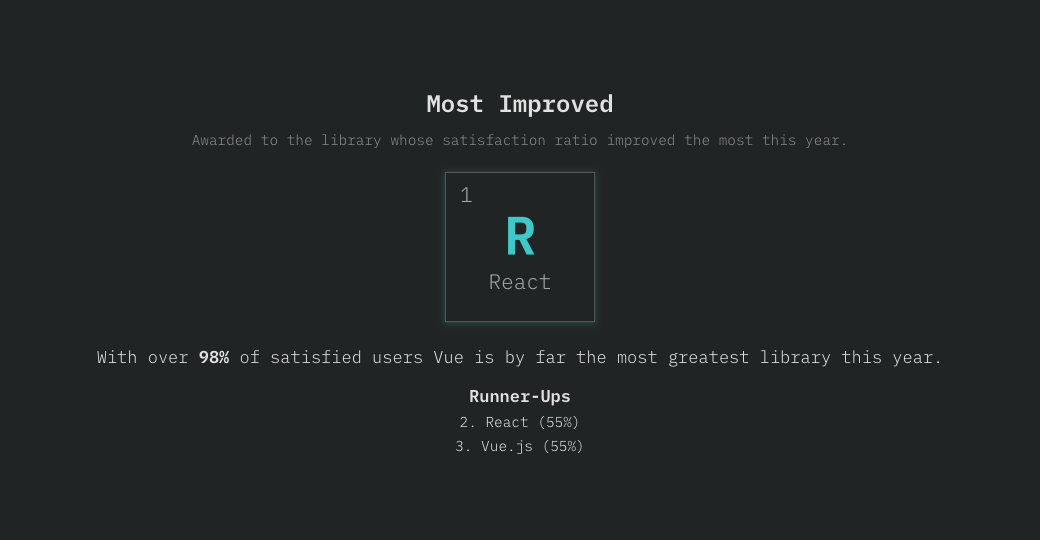 Most Improved
Awarded to the library whose satisfaction ratio improved the most this year.
1
R
React
With over 98% of satisfied users Vue is by far the most greatest library this year.
Runner-Ups
2. React (55%)
3. Vue.js (55%)